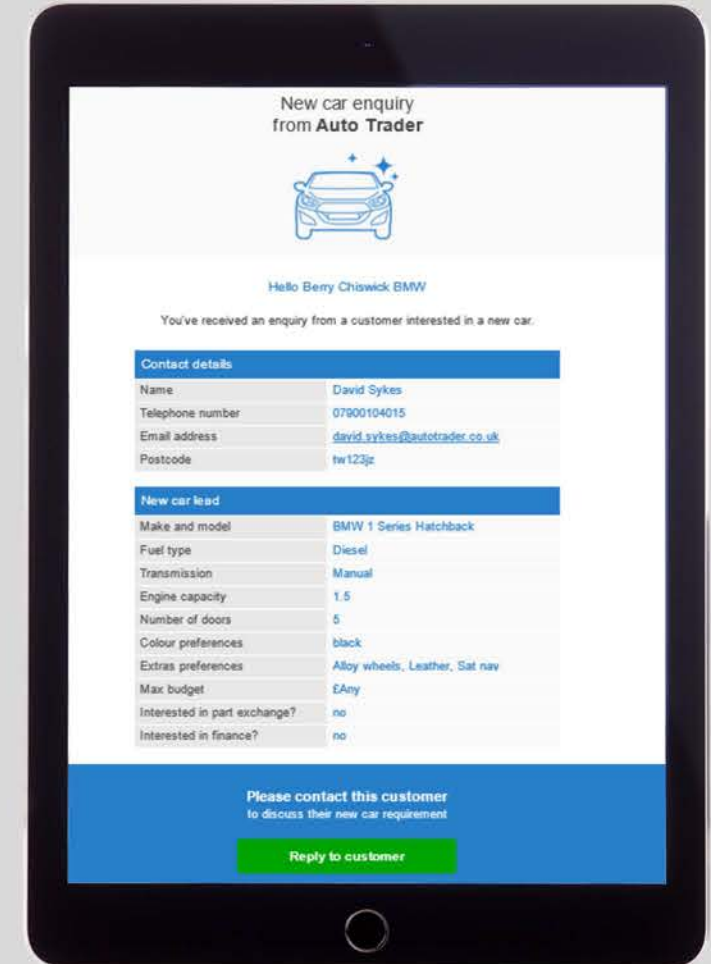 New car enquiry
from Auto Trader
Hello Berry Chiswick BMW
You've received an enquiry from a customer interested in a new car.
Contact details
Name David Sykes
Telephone number 07900104015
Email address david.sykes@autotrader.co.uk
Postcode tw123jz
New car lead
Make and model BMW 1 Series Hatchback
Fuel type Diesel
Transmission Manual
Engine capacity 1.5
Number of doors 5
Colour preferences black
Extras preferences Alloy wheels, Leather, Sat nav
Max budget £Any
Interested in part exchange? no
Interested in finance? no
Please contact this customer
to discuss their new car requirement
Reply to customer